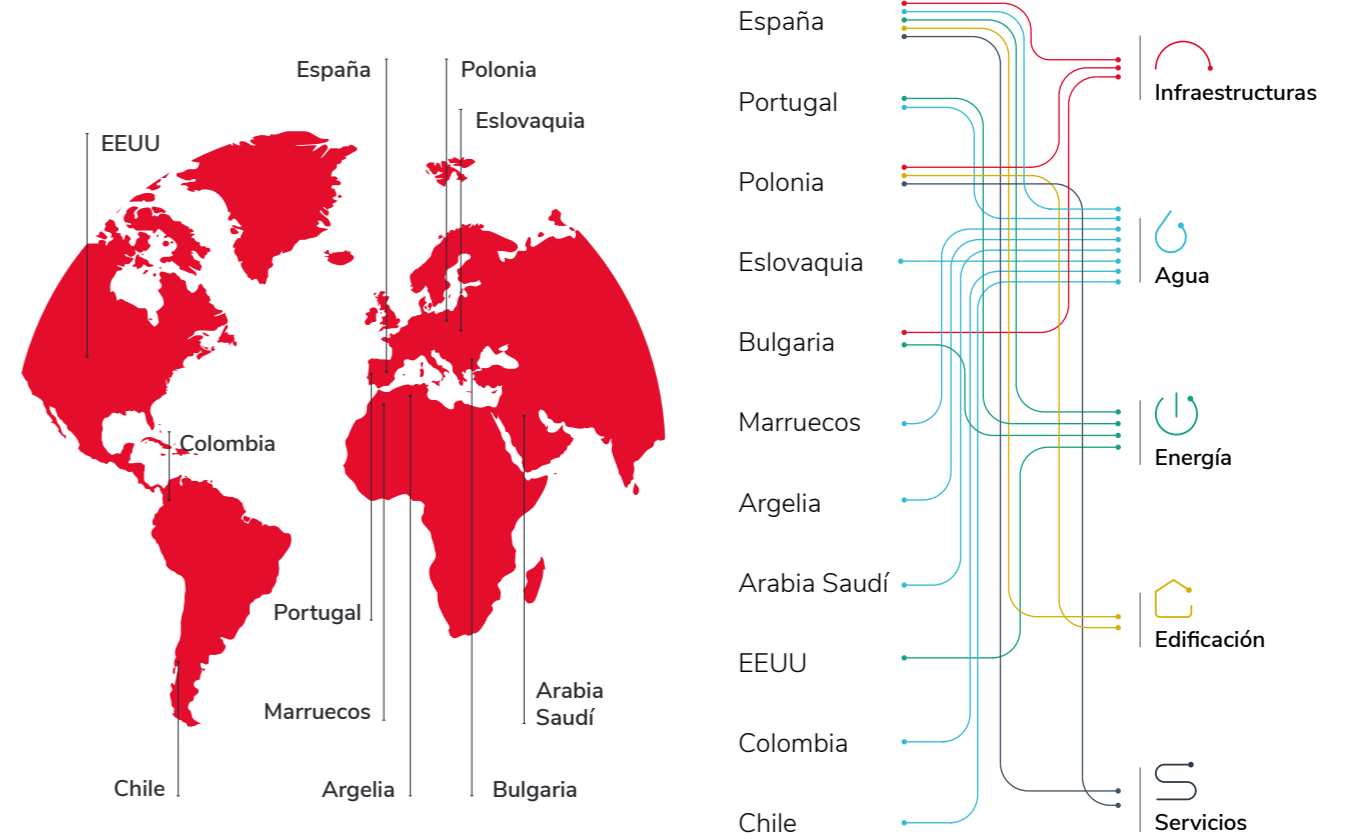 España
Polonia
Eslovaquia
EEUU
Colombia
Portugal
Marruecos
Arabia
Saudí
Chile
Argelia
Bulgaria
España
Portugal
Polonia
Eslovaquia
Bulgaria
Marruecos
Argelia
Arabia Saudí
EEUU
Colombia
Chile
Infraestructuras
Agua
Energía
Edificación
Servicios